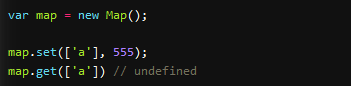 var map = new Map();
map.set(['a'], 555);
map.get(['a']) // undefined